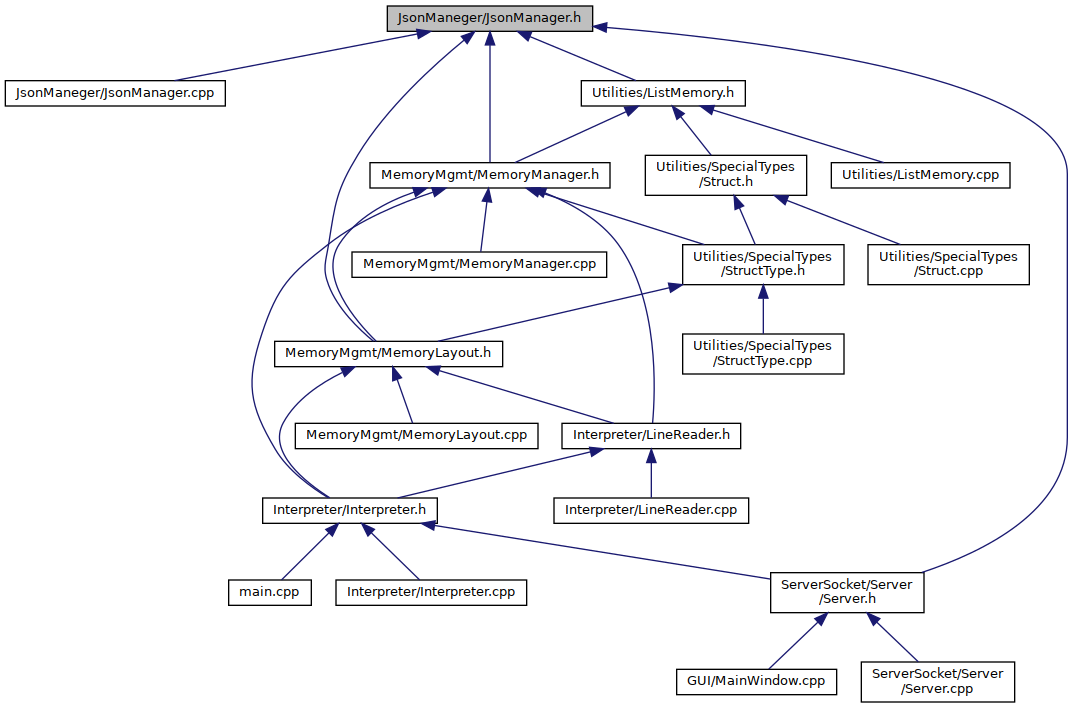 JsonManeger/JsonManager.h
JsonManeger/JsonManager.cpp
Utilities/ListMemory.h
MemoryMgmt/MemoryManager.h
Utilities/SpecialTypes
/Struct.h
Utilities/ListMemory.cpp
MemoryMgmt/MemoryManager.cpp
Utilities/SpecialTypes
/StructType.h
Utilities/SpecialTypes
/Struct.cpp
MemoryMgmt/MemoryLayout.h
Utilities/SpecialTypes
/StructType.cpp
MemoryMgmt/MemoryLayout.cpp
Interpreter/LineReader.h
Interpreter/Interpreter.h
Interpreter/LineReader.cpp
main.cpp
Interpreter/Interpreter.cpp
ServerSocket/Server
/Server.h
GUI/MainWindow.cpp
ServerSocket/Server
/Server.cpp